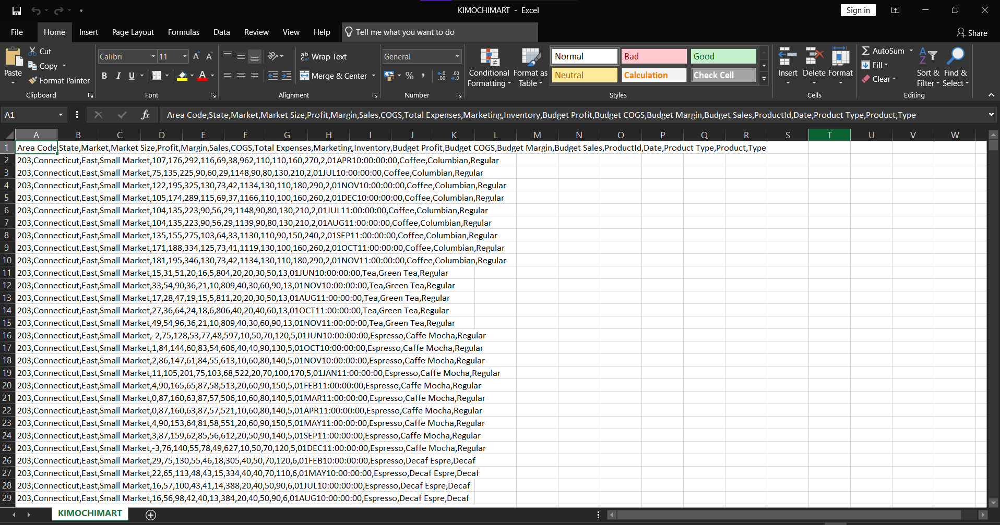 KIMOCHIMART - Excel
Sign in
File Home Insert Page Layout Formulas Data Review View Help Tell me what you want to do Share
Paste
Cut
Copy
Format Painter
Clipboard
Calibri 11
B I U
Font
Wrap Text
Merge & Center
Alignment
General
Number
Conditional Formatting
Format as Table
Normal Bad Good
Neutral Calculation Check Cell
Styles
Insert Delete Format
Cells
AutoSum
Fill
Clear
Sort & Filter
Find & Select
Editing
A1 fx Area Code,State,Market,Market Size,Profit,Margin,Sales,COGS,Total Expenses,Marketing,Inventory,Budget Profit,Budget COGS,Budget Margin,Budget Sales,ProductId,Date,Product Type,Product,Type
A B C D E F G H I J K L M N O P Q R S T U V W
1 Area Code,State,Market,Market Size,Profit,Margin,Sales,COGS,Total Expenses,Marketing,Inventory,Budget Profit,Budget COGS,Budget Margin,Budget Sales,ProductId,Date,Product Type,Product,Type
2 203,Connecticut,East,Small Market,107,176,292,116,69,38,962,110,110,160,270,2,01APR10:00:00:00,Coffee,Columbian,Regular
3 203,Connecticut,East,Small Market,75,135,225,90,60,29,1148,90,80,130,210,2,01JUL10:00:00:00,Coffee,Columbian,Regular
4 203,Connecticut,East,Small Market,122,195,325,130,73,42,1134,130,110,180,290,2,01NOV10:00:00:00,Coffee,Columbian,Regular
5 203,Connecticut,East,Small Market,105,174,289,115,69,37,1166,110,100,160,260,2,01DEC10:00:00:00,Coffee,Columbian,Regular
6 203,Connecticut,East,Small Market,104,135,223,90,56,29,1148,90,80,130,210,2,01JUL11:00:00:00,Coffee,Columbian,Regular
7 203,Connecticut,East,Small Market,104,135,223,90,56,29,1139,90,80,130,210,2,01AUG11:00:00:00,Coffee,Columbian,Regular
8 203,Connecticut,East,Small Market,135,155,275,103,64,33,1130,110,90,150,240,2,01SEP11:00:00:00,Coffee,Columbian,Regular
9 203,Connecticut,East,Small Market,171,188,334,125,73,41,1119,130,100,160,260,2,01OCT11:00:00:00,Coffee,Columbian,Regular
10 203,Connecticut,East,Small Market,181,195,346,130,73,42,1134,130,110,180,290,2,01NOV11:00:00:00,Coffee,Columbian,Regular
11 203,Connecticut,East,Small Market,15,31,51,20,16,5,804,20,20,30,50,13,01JUN10:00:00:00,Tea,Green Tea,Regular
12 203,Connecticut,East,Small Market,33,54,90,36,21,10,809,40,30,60,90,13,01NOV10:00:00:00,Tea,Green Tea,Regular
13 203,Connecticut,East,Small Market,17,28,47,19,15,5,811,20,20,30,50,13,01AUG11:00:00:00,Tea,Green Tea,Regular
14 203,Connecticut,East,Small Market,27,36,64,24,18,6,806,40,20,40,60,13,01OCT11:00:00:00,Tea,Green Tea,Regular
15 203,Connecticut,East,Small Market,49,54,96,36,21,10,809,40,30,60,90,13,01NOV11:00:00:00,Tea,Green Tea,Regular
16 203,Connecticut,East,Small Market,-2,75,128,53,77,48,597,10,50,70,120,5,01JUN10:00:00:00,Espresso,Caffe Mocha,Regular
17 203,Connecticut,East,Small Market,1,84,144,60,83,54,606,40,40,90,130,5,01OCT10:00:00:00,Espresso,Caffe Mocha,Regular
18 203,Connecticut,East,Small Market,2,86,147,61,84,55,613,10,60,80,140,5,01NOV10:00:00:00,Espresso,Caffe Mocha,Regular
19 203,Connecticut,East,Small Market,11,105,201,75,103,68,522,20,70,100,170,5,01JAN11:00:00:00,Espresso,Caffe Mocha,Regular
20 203,Connecticut,East,Small Market,4,90,165,65,87,58,513,20,60,90,150,5,01FEB11:00:00:00,Espresso,Caffe Mocha,Regular
21 203,Connecticut,East,Small Market,0,87,160,63,87,57,506,10,60,80,140,5,01MAR11:00:00:00,Espresso,Caffe Mocha,Regular
22 203,Connecticut,East,Small Market,0,87,160,63,87,57,521,10,60,80,140,5,01APR11:00:00:00,Espresso,Caffe Mocha,Regular
23 203,Connecticut,East,Small Market,4,90,153,64,81,58,551,20,60,90,150,5,01MAY11:00:00:00,Espresso,Caffe Mocha,Regular
24 203,Connecticut,East,Small Market,3,87,159,62,85,56,612,20,50,90,140,5,01SEP11:00:00:00,Espresso,Caffe Mocha,Regular
25 203,Connecticut,East,Small Market,-3,76,140,55,78,49,627,10,50,70,120,5,01DEC11:00:00:00,Espresso,Caffe Mocha,Regular
26 203,Connecticut,East,Small Market,29,75,130,55,46,18,305,40,50,70,120,6,01FEB10:00:00:00,Espresso,Decaf Espre,Decaf
27 203,Connecticut,East,Small Market,22,65,113,48,43,15,334,40,40,70,110,6,01MAY10:00:00:00,Espresso,Decaf Espre,Decaf
28 203,Connecticut,East,Small Market,16,57,100,43,41,14,388,20,40,50,90,6,01JUL10:00:00:00,Espresso,Decaf Espre,Decaf
29 203,Connecticut,East,Small Market,16,56,98,42,40,13,384,20,40,50,90,6,01AUG10:00:00:00,Espresso,Decaf Espre,Decaf
KIMOCHIMART